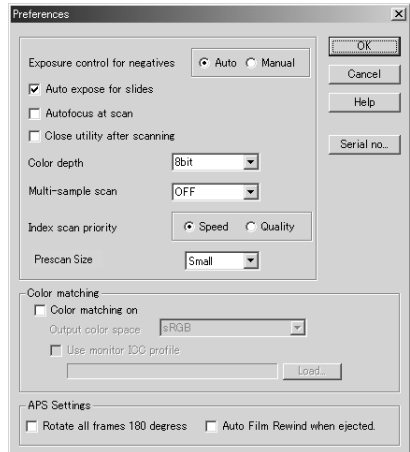 Preferences
Exposure control for negatives Auto Manual OK
Auto expose for slides Cancel
Autofocus at scan Help
Close utility after scanning Serial no...
Color depth 8bit
Multi-sample scan OFF
Index scan priority Speed Quality
Prescan Size Small
Color matching
Color matching on
Output color space sRGB
Use monitor ICC profile
Load...
APS Settings
Rotate all frames 180 degress Auto Film Rewind when ejected.